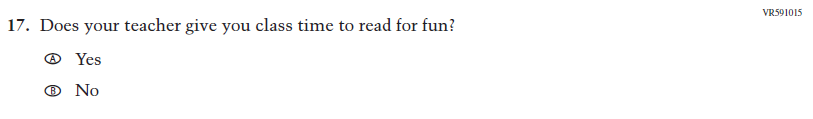 VR591015
17. Does your teacher give you class time to read for fun?
A Yes
B No